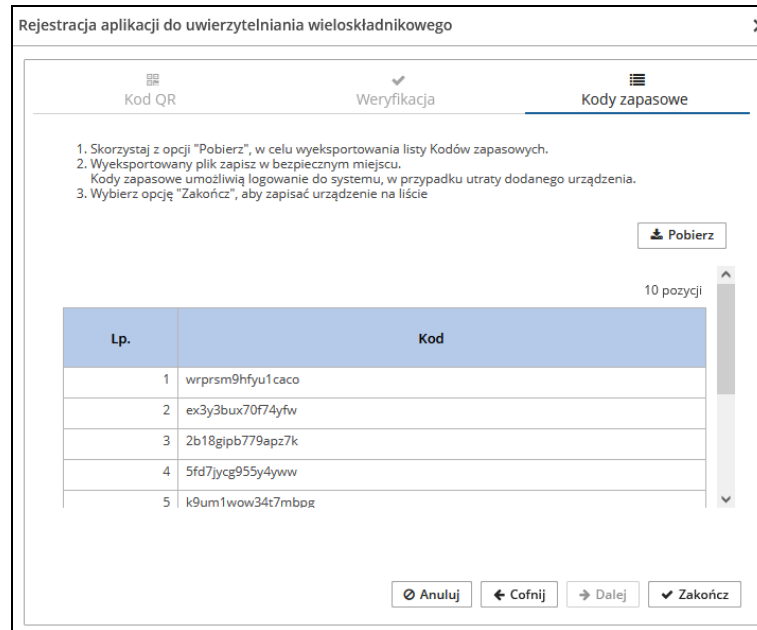 Rejestracja aplikacji do uwierzytelniania wieloskładnikowego
Kod QR
Weryfikacja
Kody zapasowe
1. Skorzystaj z opcji "Pobierz", w celu wyeksportowania listy Kodów zapasowych.
2. Wyeksportowany plik zapisz w bezpiecznym miejscu.
Kody zapasowe umożliwią logowanie do systemu, w przypadku utraty dodanego urządzenia.
3. Wybierz opcję "Zakończ", aby zapisać urządzenie na liście
Pobierz
10 pozycji
Lp. Kod
1 wrprsm9hfyu1caco
2 ex3y3bux70f74yfw
3 2b18gipb779apz7k
4 5fd7jycg955y4yww
5 k9um1wow34t7mbpg
Anuluj Cofnij Dalej Zakończ